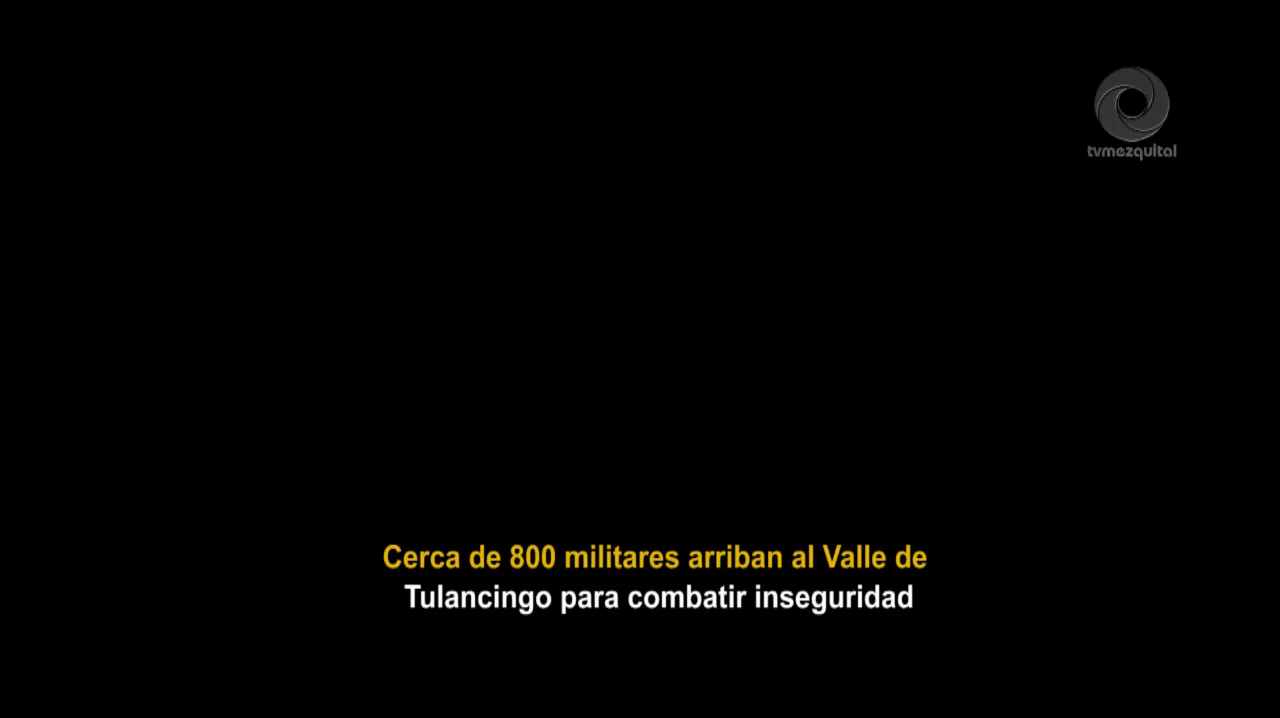 tvmezquital
Cerca de 800 militares arriban al Valle de
Tulancingo para combatir inseguridad